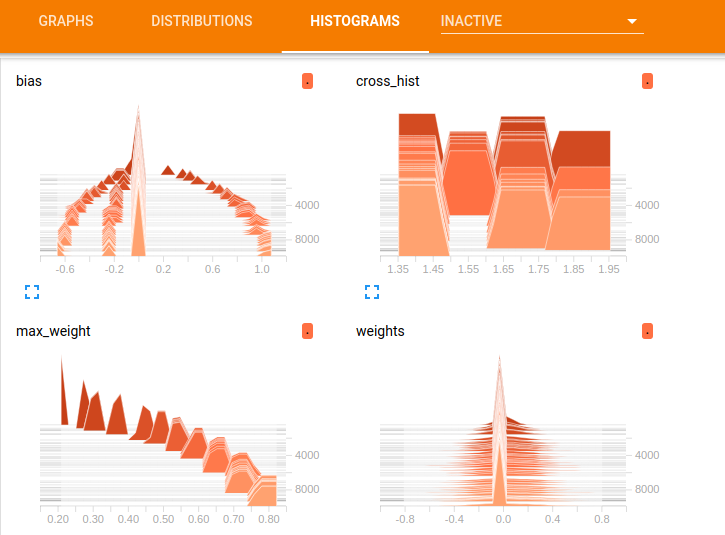 GRAPHS DISTRIBUTIONS HISTOGRAMS INACTIVE
bias . cross_hist .
4000 4000
8000 8000
-0.6 -0.2 0.2 0.6 1.0 1.35 1.45 1.55 1.65 1.75 1.85 1.95
max_weight . weights .
4000 4000
8000 8000
0.20 0.30 0.40 0.50 0.60 0.70 0.80 -0.8 -0.4 0.0 0.4 0.8